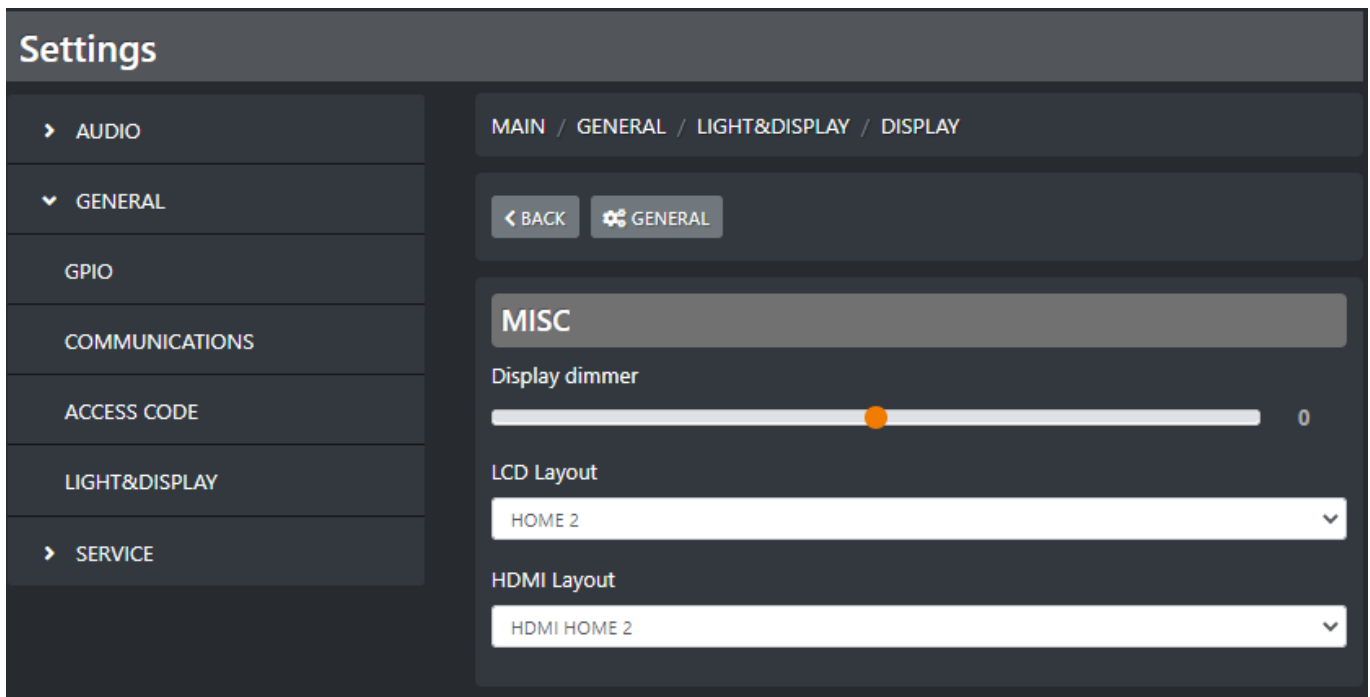 Settings
AUDIO
GENERAL
GPIO
COMMUNICATIONS
ACCESS CODE
LIGHT&DISPLAY
SERVICE
MAIN / GENERAL / LIGHT&DISPLAY / DISPLAY
BACK GENERAL
MISC
Display dimmer
0
LCD Layout
HOME 2
HDMI Layout
HDMI HOME 2